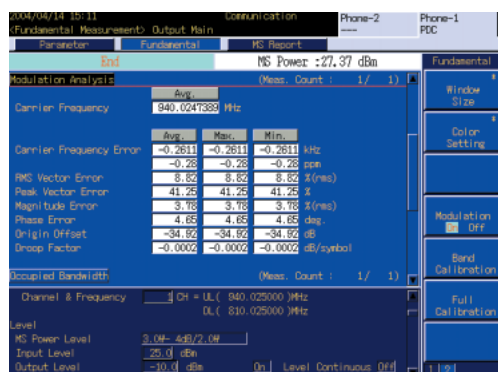 2004/04/14 15:11 Communication Phone-2 Phone-1
<Fundamental Measurement> Output Main ---- PDC
Parameter Fundamental MS Report
End MS Power :27.37 dBm Fundamental
Modulation Analysis (Meas. Count : 1/ 1)
Avg.
Carrier Frequency 940.0247389 MHz
Avg. Max. Min.
Carrier Frequency Error -0.2611 -0.2611 -0.2611 kHz
-0.28 -0.28 -0.28 ppm
RMS Vector Error 8.82 8.82 8.82 %(rms)
Peak Vector Error 41.25 41.25 41.25 %
Magnitude Error 3.78 3.78 3.78 %(rms)
Phase Error 4.65 4.65 4.65 deg.
Origin Offset -34.92 -34.92 -34.92 dB
Droop Factor -0.0002 -0.0002 -0.0002 dB/symbol
Occupied Bandwidth (Meas. Count : 1/ 1)
Channel & Frequency 1 CH = UL( 940.025000 )MHz
DL( 810.025000 )MHz
Level
MS Power Level 3.0W- 4dB/2.0W
Input Level 25.0 dBm
Output Level -10.0 dBm On Level Continuous Off
*
Window
Size
*
Color
Setting
Modulation
On Off
Band
Calibration
Full
Calibration
1 2